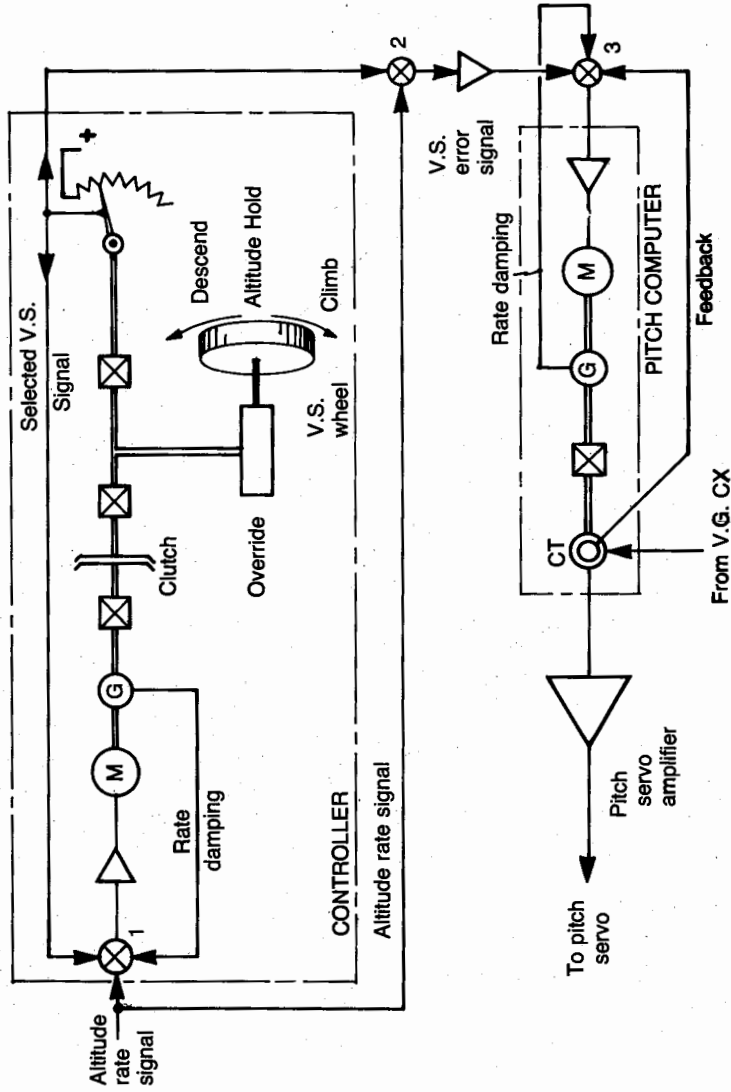 Altitude
rate
signal
1
Selected V.S.
Signal
M
G
Rate
damping
CONTROLLER
Clutch
Override
V.S.
wheel
Descend
Altitude Hold
Climb
+
Altitude rate signal
2
V.S.
error
signal
3
Rate damping
M
G
PITCH COMPUTER
Feedback
CT
From V.G. CX
Pitch
servo
amplifier
To pitch
servo